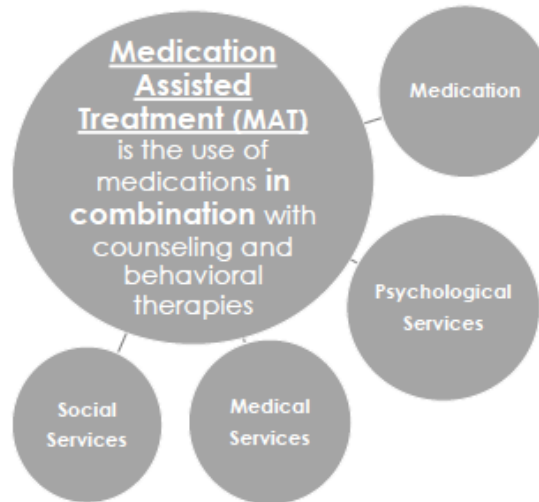 Medication
Assisted
Treatment (MAT)
is the use of
medications in
combination with
counseling and
behavioral
therapies
Medication
Psychological
Services
Medical
Services
Social
Services